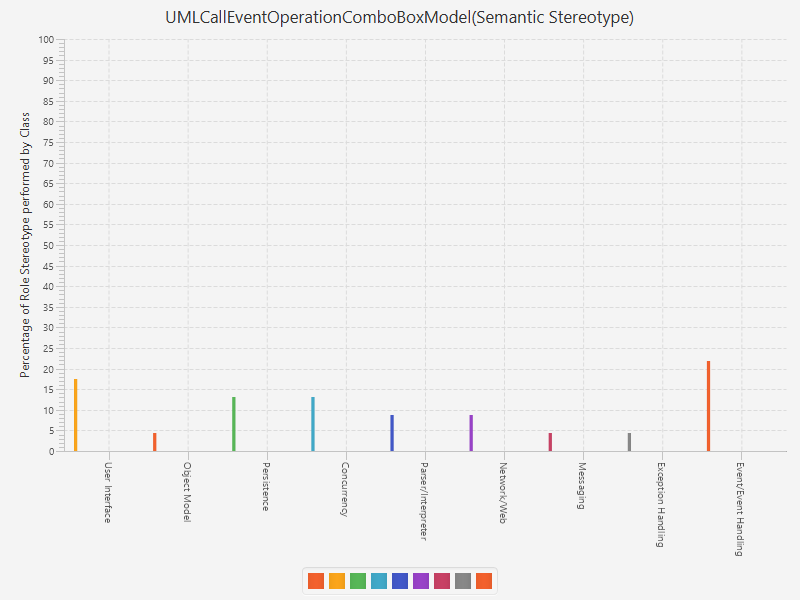 UMLCallEventOperationComboBoxModel(Semantic Stereotype)
Percentage of Role Stereotype performed by Class
100
95
90
85
80
75
70
65
60
55
50
45
40
35
30
25
20
15
10
5
0
User Interface
Object Model
Persistence
Concurrency
Parser/Interpreter
Network/Web
Messaging
Exception Handling
Event/Event Handling